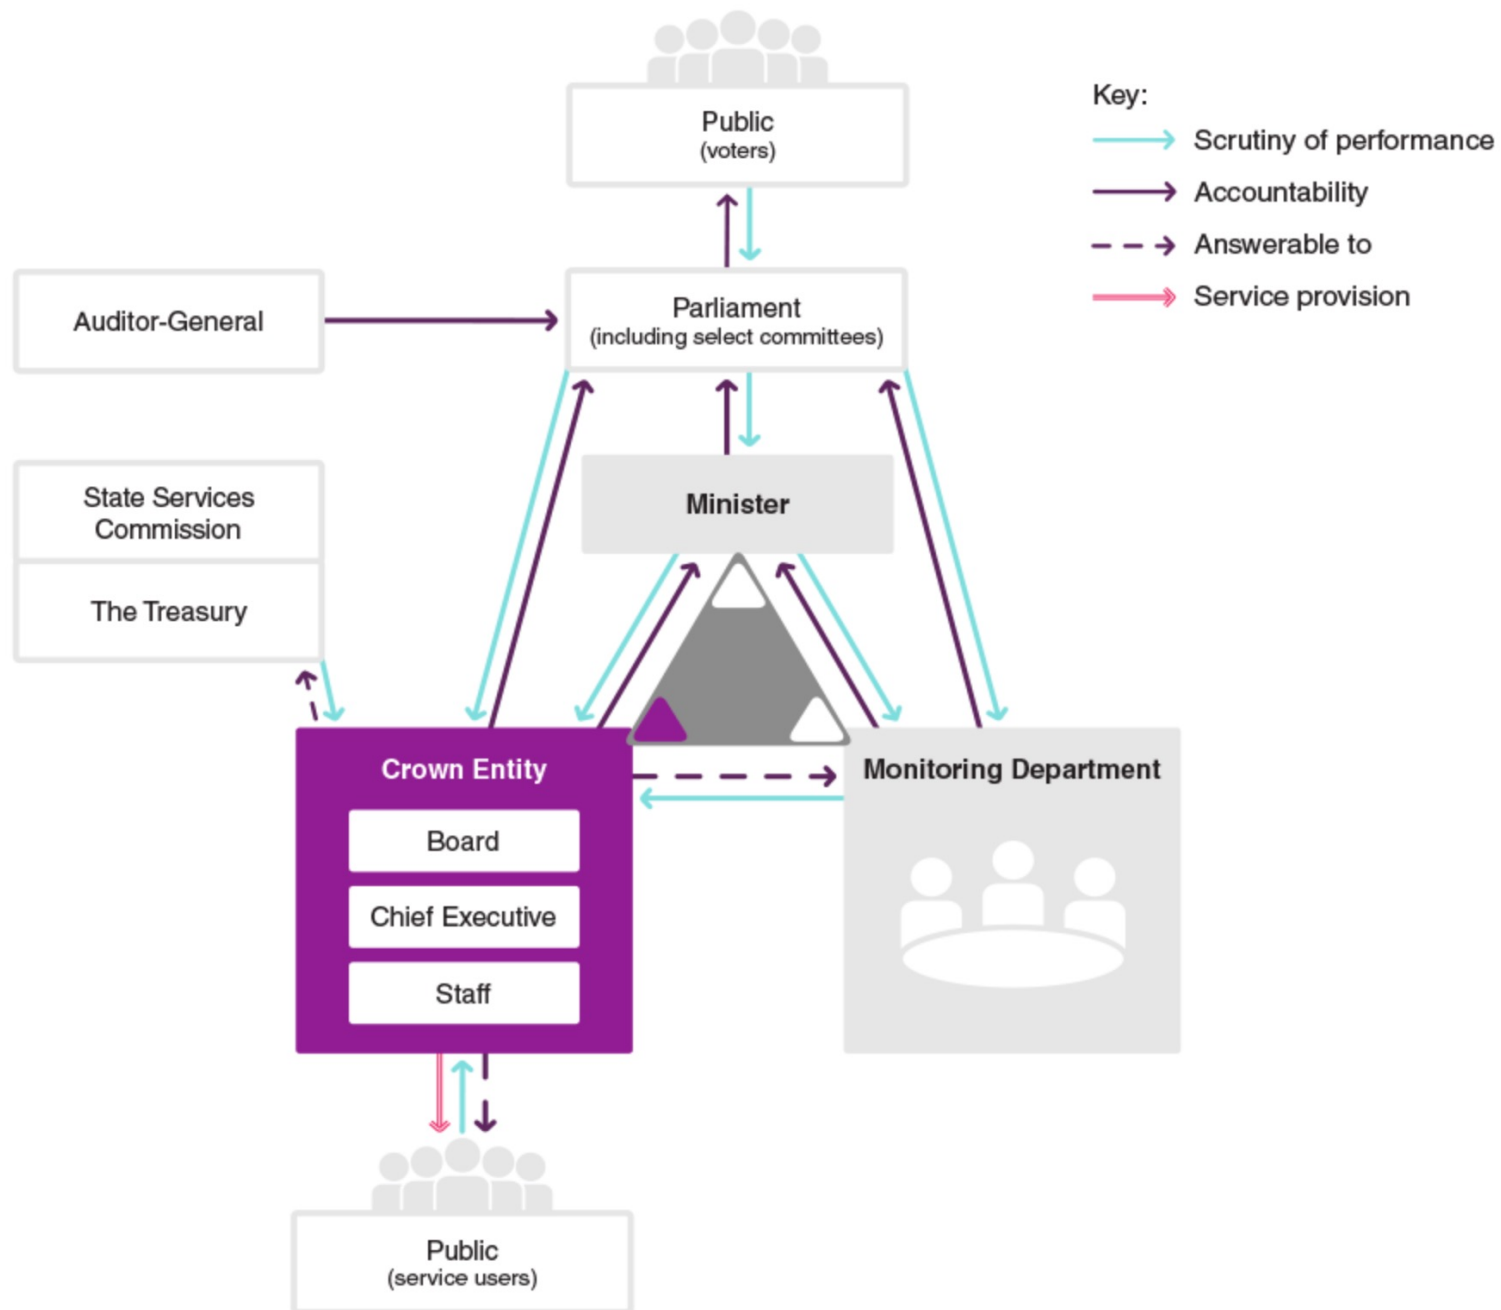 Public
(voters)
Key:
Scrutiny of performance
Accountability
Answerable to
Service provision
Auditor-General
Parliament
(including select committees)
State Services
Commission
The Treasury
Minister
Crown Entity
Board
Chief Executive
Staff
Monitoring Department
Public
(service users)